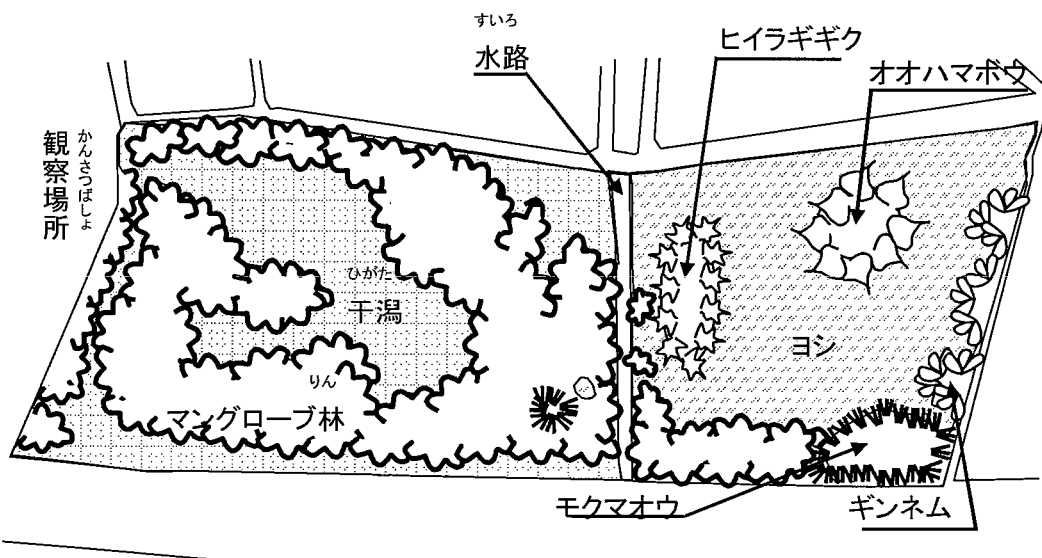 すいろ
水路
ヒイラギギク
オオハマボウ
かんさつばしょ
観察場所
ひがた
干潟
ヨシ
りん
マングローブ林
モクマオウ
ギンネム